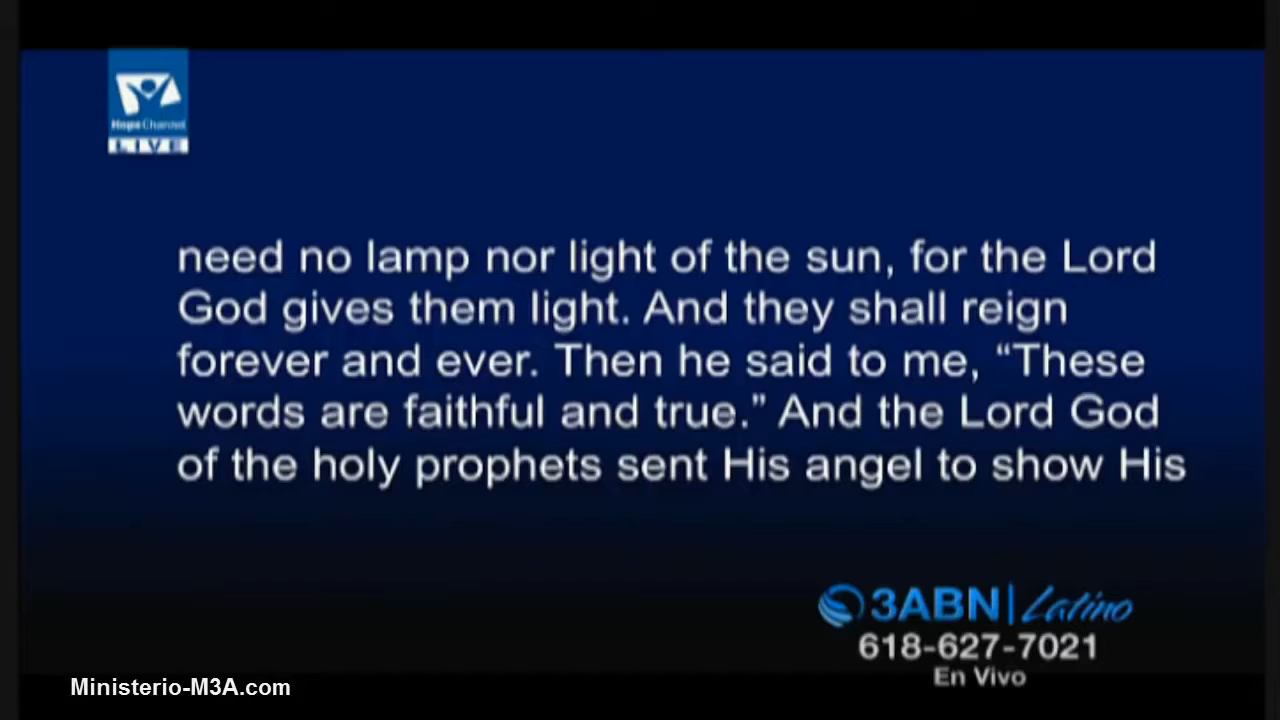 Hope Channel
LIVE
need no lamp nor light of the sun, for the Lord
God gives them light. And they shall reign
forever and ever. Then he said to me, “These
words are faithful and true.” And the Lord God
of the holy prophets sent His angel to show His
3ABN|Latino
618-627-7021
En Vivo
Ministerio-M3A.com